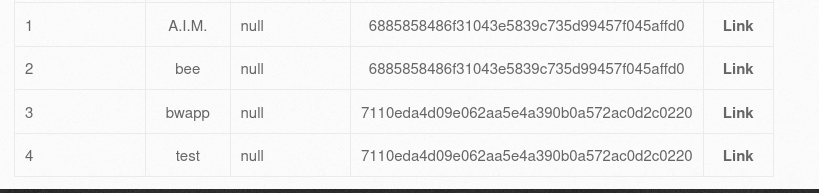 1 A.I.M. null 6885858486f31043e5839c735d99457f045affd0 Link
2 bee null 6885858486f31043e5839c735d99457f045affd0 Link
3 bwapp null 7110eda4d09e062aa5e4a390b0a572ac0d2c0220 Link
4 test null 7110eda4d09e062aa5e4a390b0a572ac0d2c0220 Link